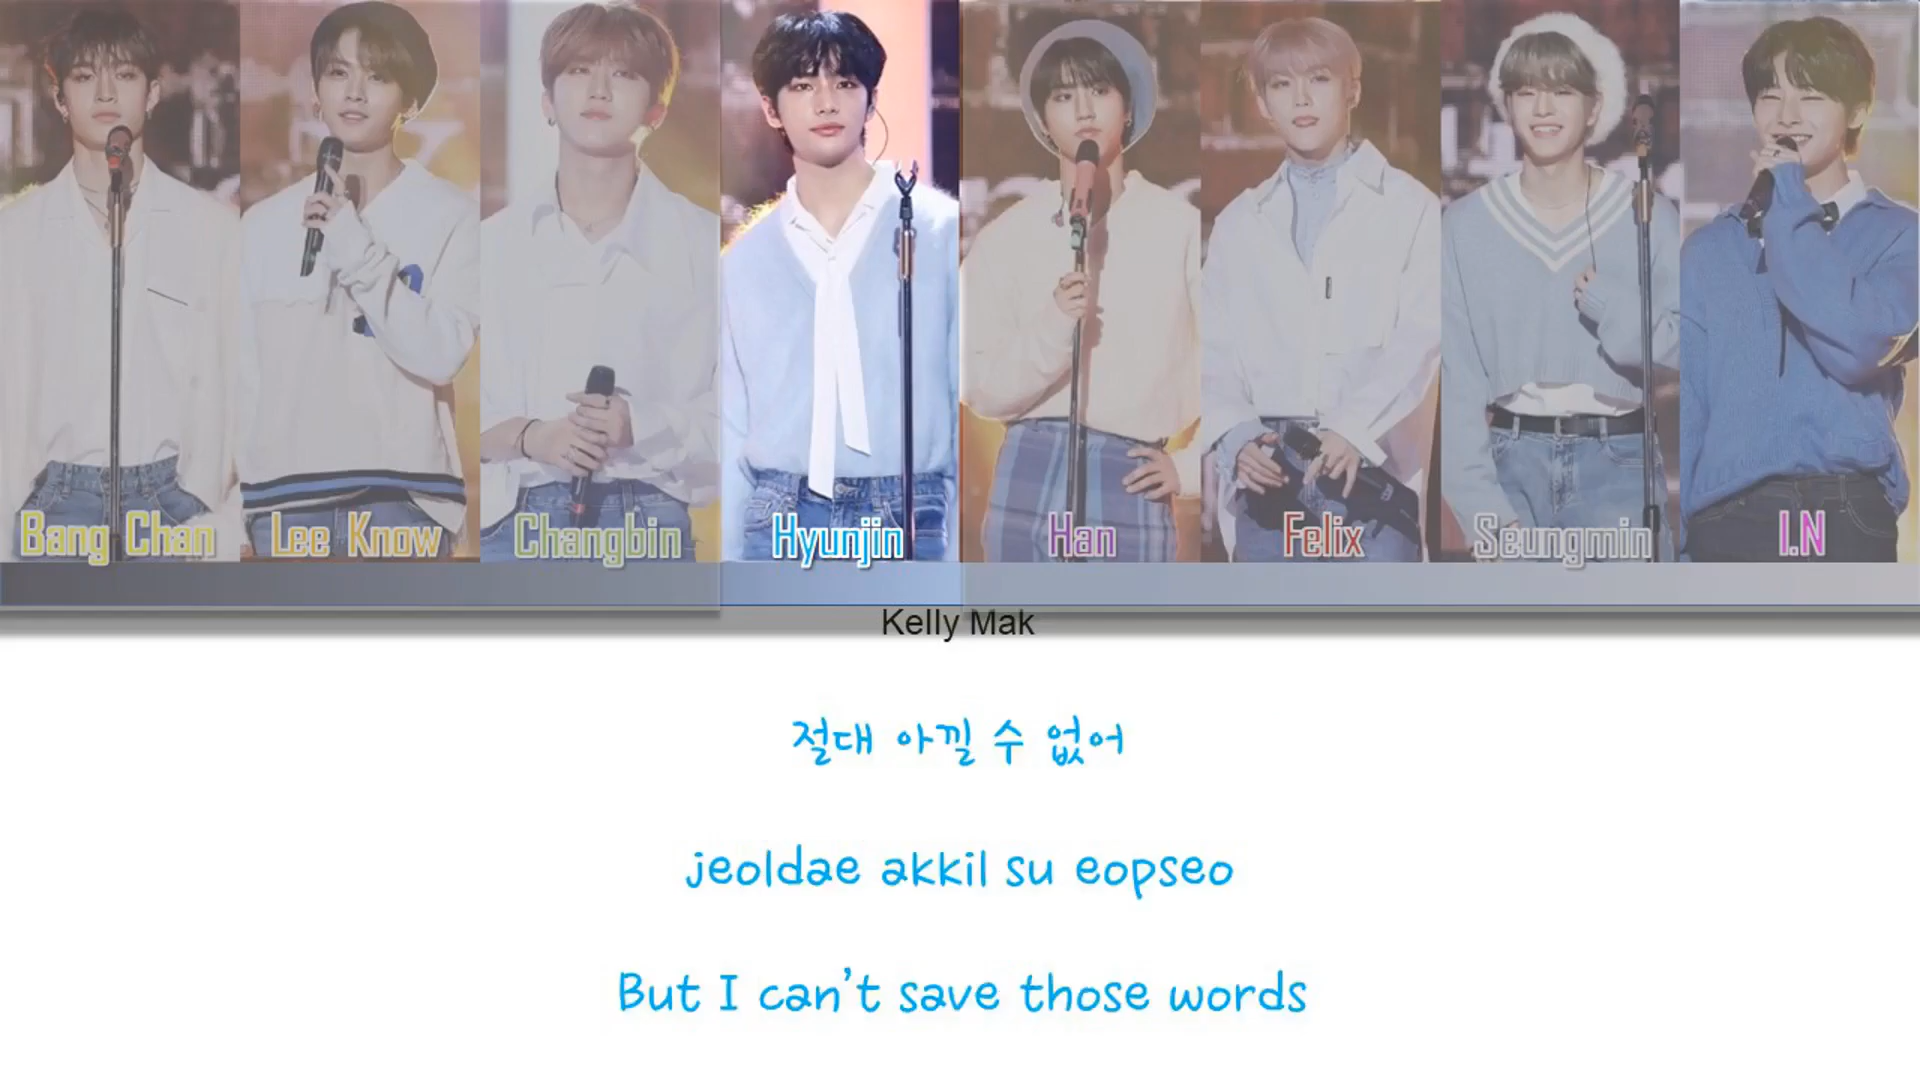 Bang Chan Lee Know Changbin Hyunjin Han Felix Seungmin I.N
Kelly Mak
절대 아낄 수 없어
jeoldae akkil su eopseo
But I can't save those words